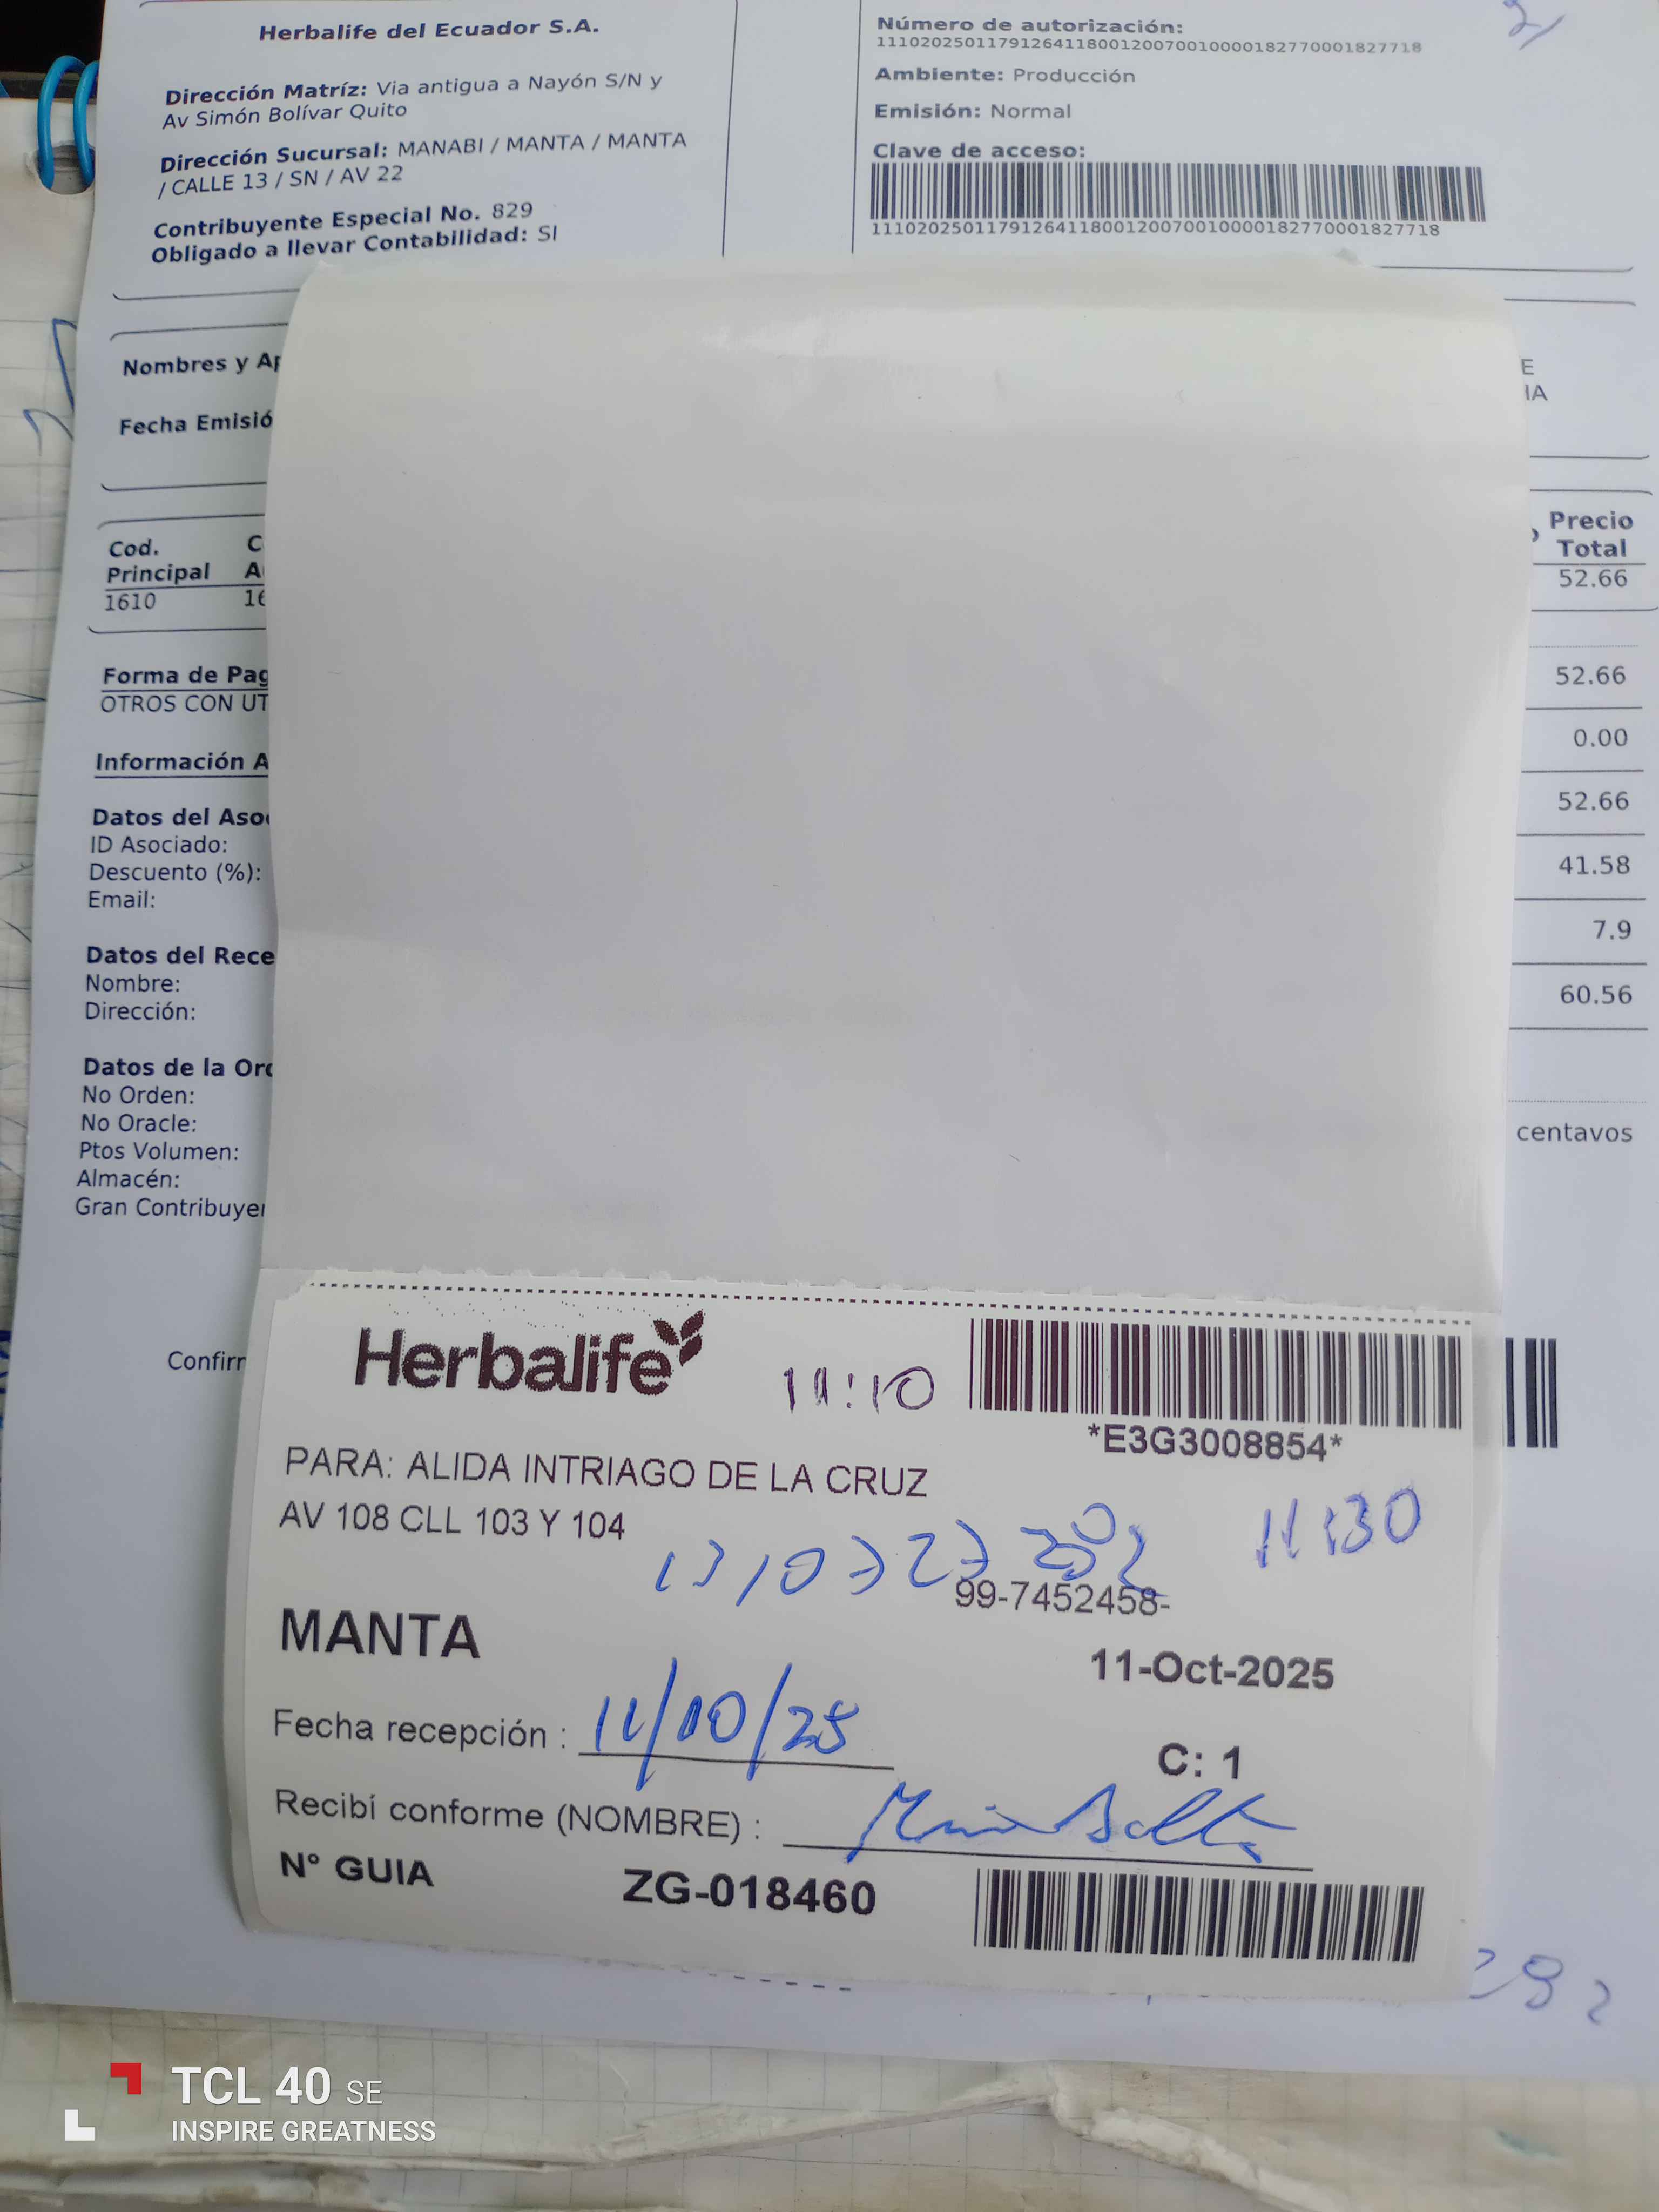 Herbalife del Ecuador S.A.
Dirección Matríz: Via antigua a Nayón S/N y
Av Simón Bolívar Quito
Dirección Sucursal: MANABI / MANTA / MANTA
/ CALLE 13 / SN / AV 22
Contribuyente Especial No. 829
Obligado a llevar Contabilidad: SI
Número de autorización:
1110202501179126411800120070010000182770001827718
Ambiente: Producción
Emisión: Normal
Clave de acceso:
1110202501179126411800120070010000182770001827718
Nombres y Ap
Fecha Emisió
E
IA
Cod.
Principal
1610
C
A
16
Precio
Total
52.66
Forma de Pag
OTROS CON UT
Información A
Datos del Aso
ID Asociado:
Descuento (%):
Email:
Datos del Rece
Nombre:
Dirección:
Datos de la Ord
No Orden:
No Oracle:
Ptos Volumen:
Almacén:
Gran Contribuye
52.66
0.00
52.66
41.58
7.9
60.56
centavos
Confirm
Herbalife
11:10
*E3G3008854*
PARA: ALIDA INTRIAGO DE LA CRUZ
AV 108 CLL 103 Y 104
11:30
99-7452458-
MANTA
11-Oct-2025
Fecha recepción : 11/10/25
C: 1
Recibí conforme (NOMBRE) :
N° GUIA ZG-018460
TCL 40 SE
INSPIRE GREATNESS